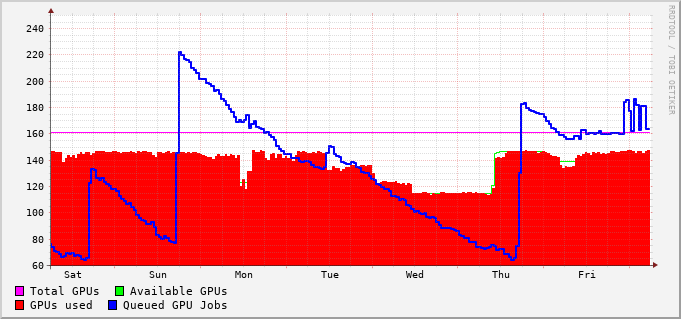 RRDTOOL / TOBI OETIKER
240
220
200
180
160
140
120
100
80
60
Sat Sun Mon Tue Wed Thu Fri
Total GPUs Available GPUs
GPUs used Queued GPU Jobs